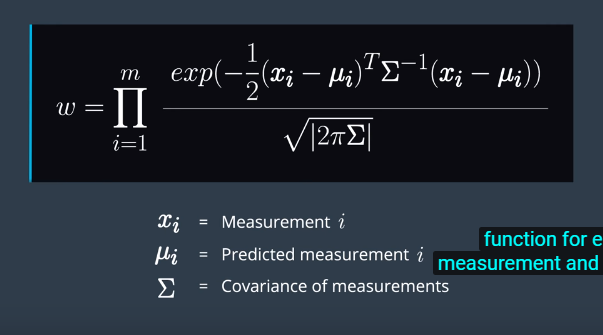 w = ∏_{i=1}^{m} exp(−1/2(x_i − μ_i)^T Σ^{−1}(x_i − μ_i)) / √|2πΣ|
x_i = Measurement i
μ_i = Predicted measurement i
Σ = Covariance of measurements
function for e
measurement and